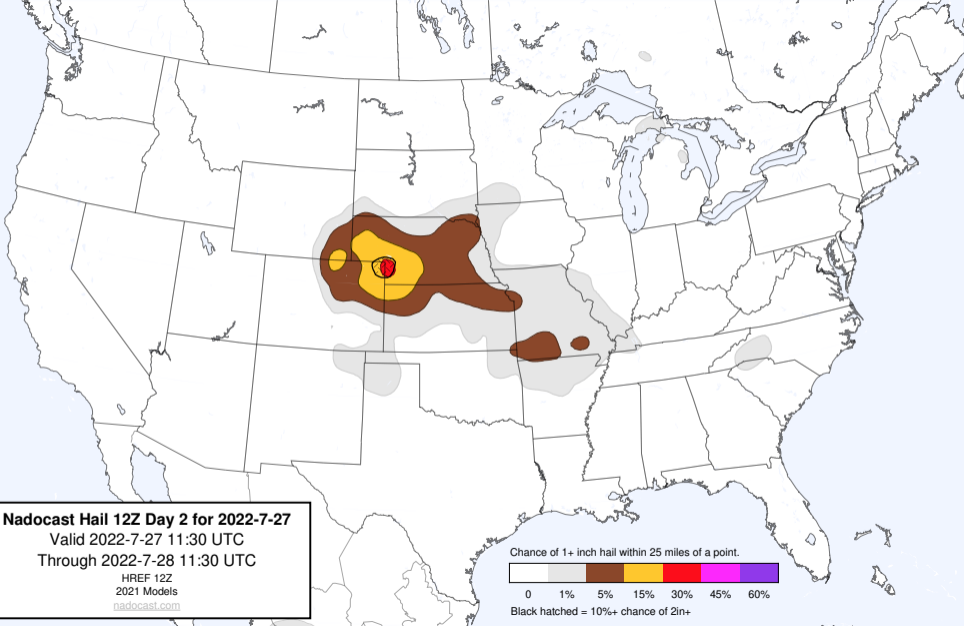 Nadocast Hail 12Z Day 2 for 2022-7-27
Valid 2022-7-27 11:30 UTC
Through 2022-7-28 11:30 UTC
HREF 12Z
2021 Models
nadocast.com
Chance of 1+ inch hail within 25 miles of a point.
0 1% 5% 15% 30% 45% 60%
Black hatched = 10%+ chance of 2in+